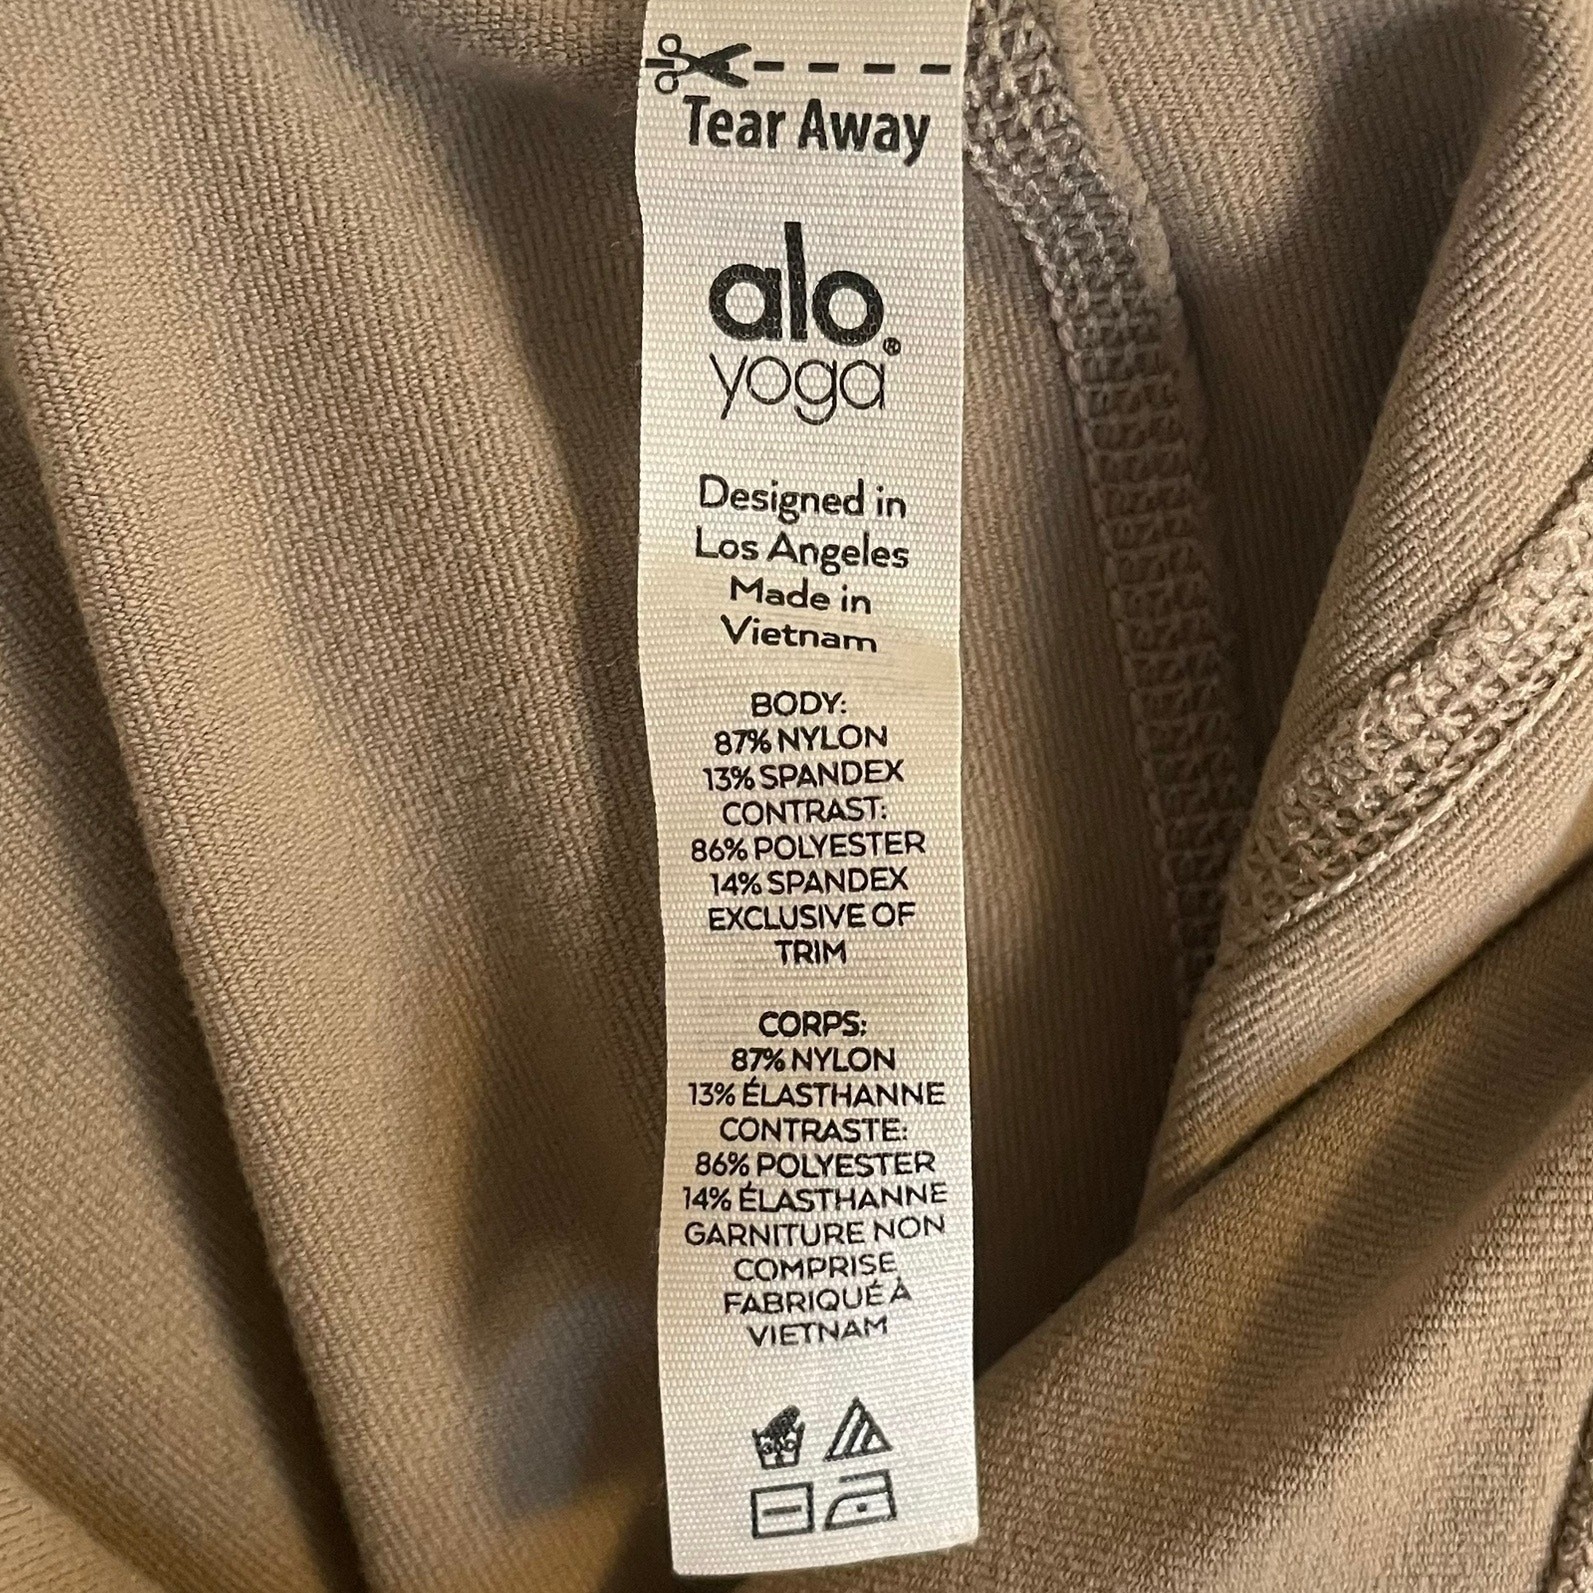 Tear Away
alo
yoga®
Designed in
Los Angeles
Made in
Vietnam
BODY:
87% NYLON
13% SPANDEX
CONTRAST:
86% POLYESTER
14% SPANDEX
EXCLUSIVE OF
TRIM
CORPS:
87% NYLON
13% ÉLASTHANNE
CONTRASTE:
86% POLYESTER
14% ÉLASTHANNE
GARNITURE NON
COMPRISE
FABRIQUÉ À
VIETNAM